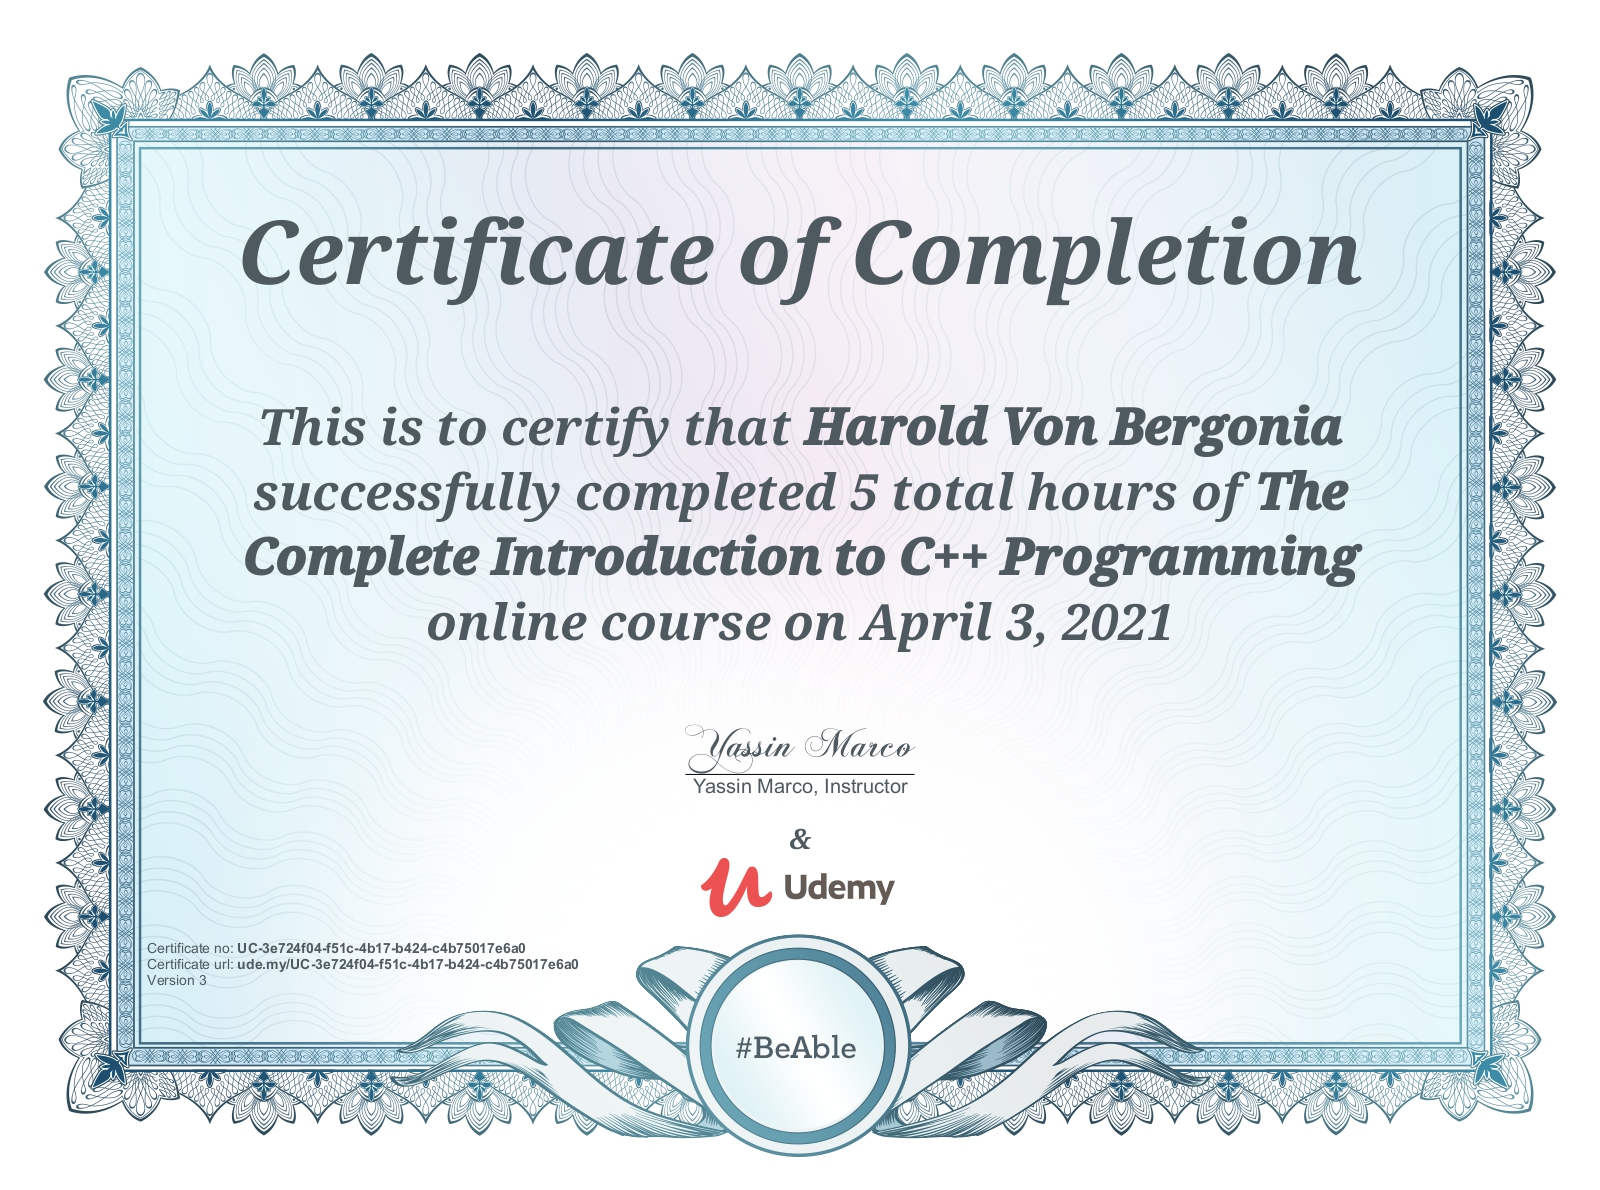 Certificate of Completion
This is to certify that Harold Von Bergonia
successfully completed 5 total hours of The
Complete Introduction to C++ Programming
online course on April 3, 2021
Yassin Marco
Yassin Marco, Instructor
&
Udemy
Certificate no: UC-3e724f04-f51c-4b17-b424-c4b75017e6a0
Certificate url: ude.my/UC-3e724f04-f51c-4b17-b424-c4b75017e6a0
Version 3
#BeAble